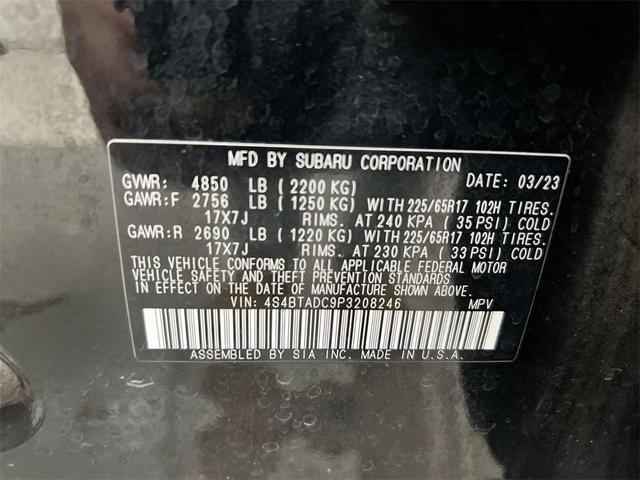 MFD BY SUBARU CORPORATION
GVWR: 4850 LB (2200 KG) DATE: 03/23
GAWR:F 2756 LB (1250 KG) WITH 225/65R17 102H TIRES.
17X7J RIMS. AT 240 KPA (35 PSI) COLD
GAWR:R 2690 LB (1220 KG) WITH 225/65R17 102H TIRES.
17X7J RIMS. AT 230 KPA (33 PSI) COLD
THIS VEHICLE CONFORMS TO ALL APPLICABLE FEDERAL MOTOR
VEHICLE SAFETY AND THEFT PREVENTION STANDARDS
IN EFFECT ON THE DATE OF MANUFACTURE SHOWN ABOVE.
VIN: 4S4BTADC9P3208246 MPV
ASSEMBLED BY SIA INC. MADE IN U.S.A.